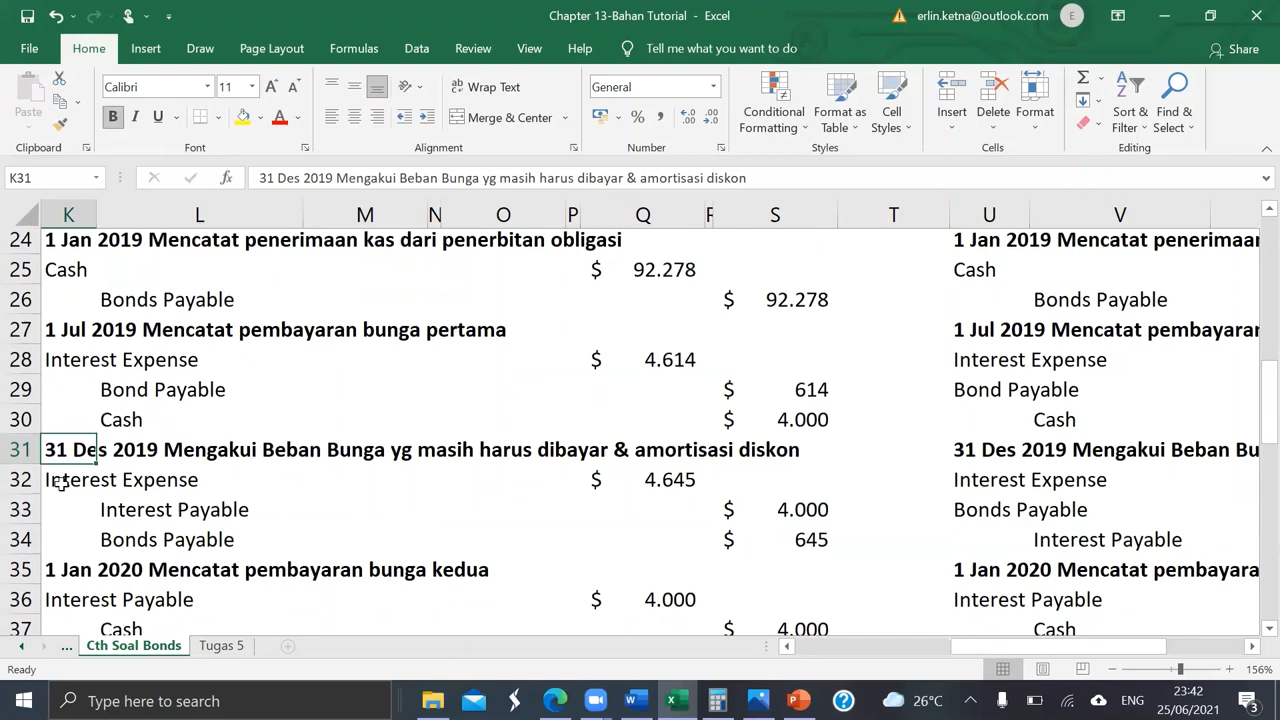 Chapter 13-Bahan Tutorial - Excel
erlin.ketna@outlook.com
E
File Home Insert Draw Page Layout Formulas Data Review View Help Tell me what you want to do Share
Paste
Calibri 11
B I U
Wrap Text
Merge & Center
General
% ,
Conditional Formatting
Format as Table
Cell Styles
Insert
Delete
Format
Sort & Filter
Find & Select
Clipboard Font Alignment Number Styles Cells Editing
K31 fx 31 Des 2019 Mengakui Beban Bunga yg masih harus dibayar & amortisasi diskon
K L M N O P Q S T U V
24 1 Jan 2019 Mencatat penerimaan kas dari penerbitan obligasi 1 Jan 2019 Mencatat penerimaan
25 Cash $ 92.278 Cash
26 Bonds Payable $ 92.278 Bonds Payable
27 1 Jul 2019 Mencatat pembayaran bunga pertama 1 Jul 2019 Mencatat pembayaran
28 Interest Expense $ 4.614 Interest Expense
29 Bond Payable $ 614 Bond Payable
30 Cash $ 4.000 Cash
31 31 Des 2019 Mengakui Beban Bunga yg masih harus dibayar & amortisasi diskon 31 Des 2019 Mengakui Beban Bu
32 Interest Expense $ 4.645 Interest Expense
33 Interest Payable $ 4.000 Bonds Payable
34 Bonds Payable $ 645 Interest Payable
35 1 Jan 2020 Mencatat pembayaran bunga kedua 1 Jan 2020 Mencatat pembayara
36 Interest Payable $ 4.000 Interest Payable
37 Cash $ 4.000 Cash
... Cth Soal Bonds Tugas 5
Ready 156%
Type here to search
26°C
ENG
23:42
25/06/2021
3